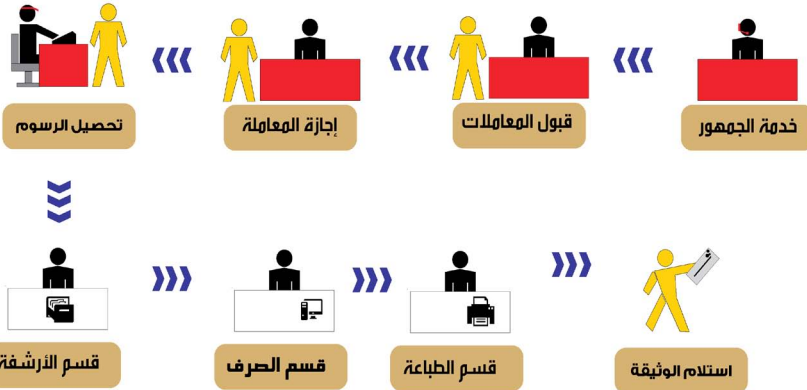 خدمة الجمهور
قبول المعاملات
إجازة المعاملة
تحصيل الرسوم
قسم الأرشفة
قسم الصرف
قسم الطباعة
استلام الوثيقة